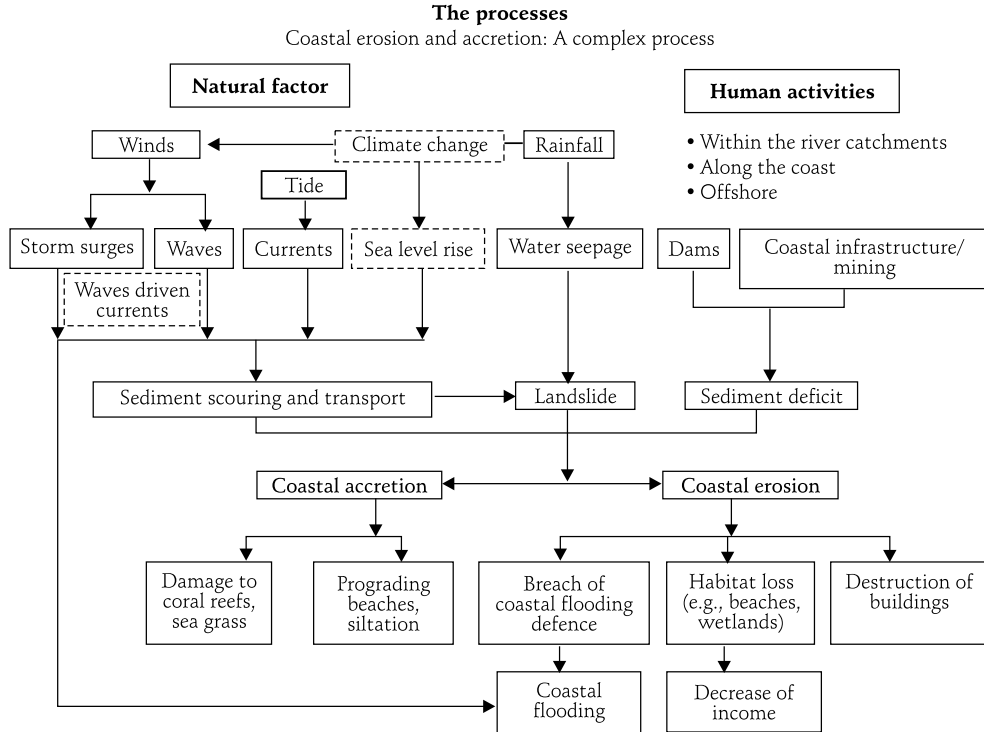 The processes
Coastal erosion and accretion: A complex process
Natural factor
Human activities
Winds
Climate change
Rainfall
• Within the river catchments
• Along the coast
• Offshore
Tide
Storm surges
Waves
Currents
Sea level rise
Water seepage
Dams
Coastal infrastructure/
mining
Waves driven
currents
Sediment scouring and transport
Landslide
Sediment deficit
Coastal accretion
Coastal erosion
Damage to
coral reefs,
sea grass
Prograding
beaches,
siltation
Breach of
coastal flooding
defence
Habitat loss
(e.g., beaches,
wetlands)
Destruction of
buildings
Coastal
flooding
Decrease of
income